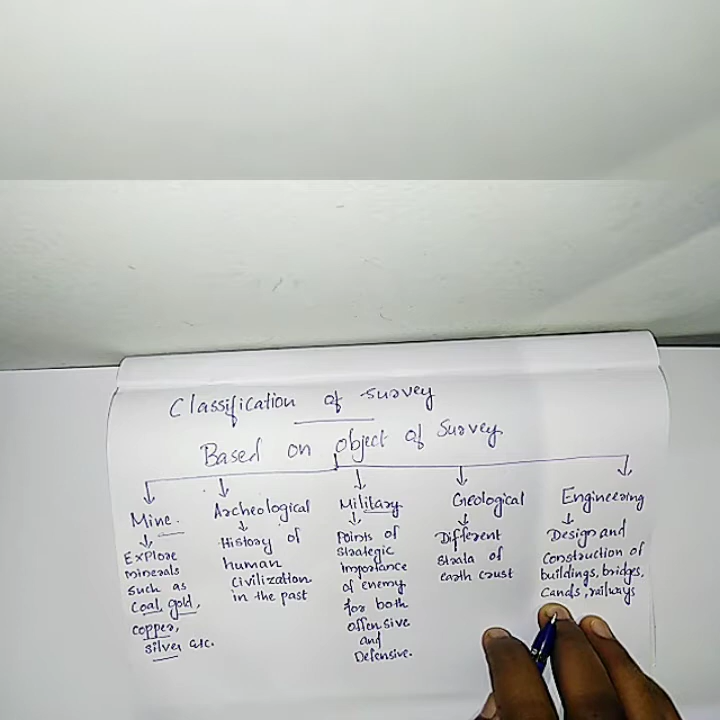 Classification of survey
Based on object of Survey
Mine.
Explore
minerals
such as
Coal, gold,
copper,
silver etc.
Archeological
History of
human
civilization
in the past
Military
Points of
Strategic
importance
of enemy
for both
offensive
and
Defensive.
Geological
Different
strata of
earth crust
Engineering
Design and
Construction of
buildings, bridges,
Canals, railways